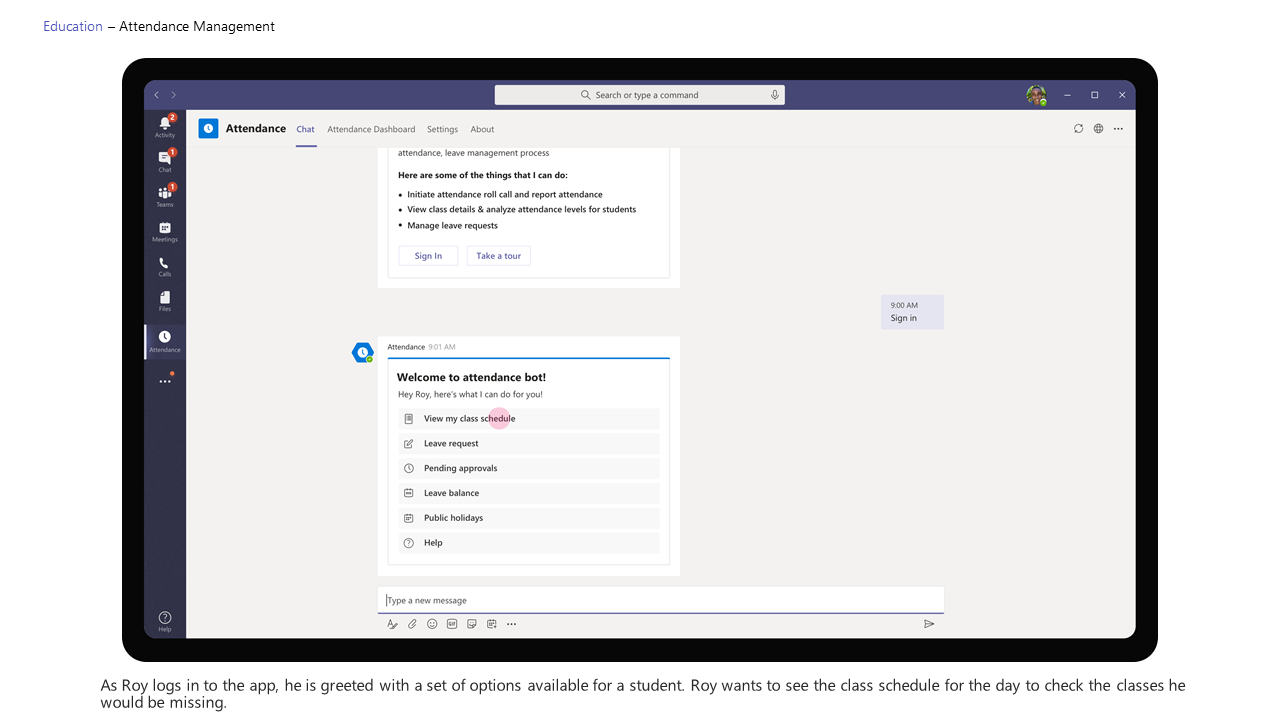 Education – Attendance Management
Search or type a command
2
Activity
Attendance Chat Attendance Dashboard Settings About
1
Chat
attendance, leave management process
Here are some of the things that I can do:
1
Teams
• Initiate attendance roll call and report attendance
• View class details & analyze attendance levels for students
• Manage leave requests
Meetings
Sign In Take a tour
Calls
Files
9:00 AM
Sign in
Attendance
Attendance 9:01 AM
Welcome to attendance bot!
Hey Roy, here's what I can do for you!
View my class schedule
Leave request
Pending approvals
Leave balance
Public holidays
Help
Type a new message
GIF
Help
As Roy logs in to the app, he is greeted with a set of options available for a student. Roy wants to see the class schedule for the day to check the classes he
would be missing.